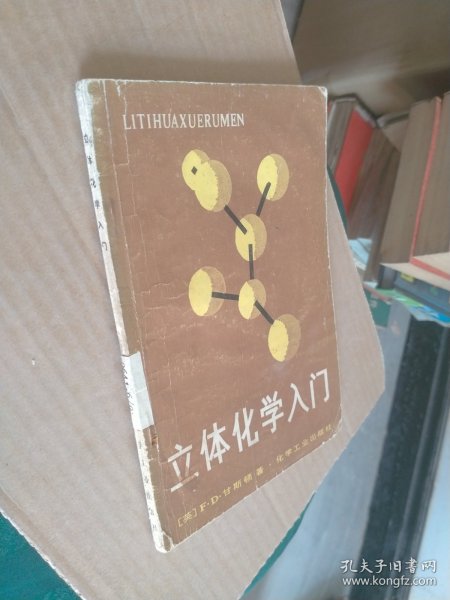 LITIHUAXUERUMEN
立体化学入门
[英]F·D·甘斯顿 著 · 化学工业出版社
立体化学入门
孔夫子旧书网
www.kongfz.com